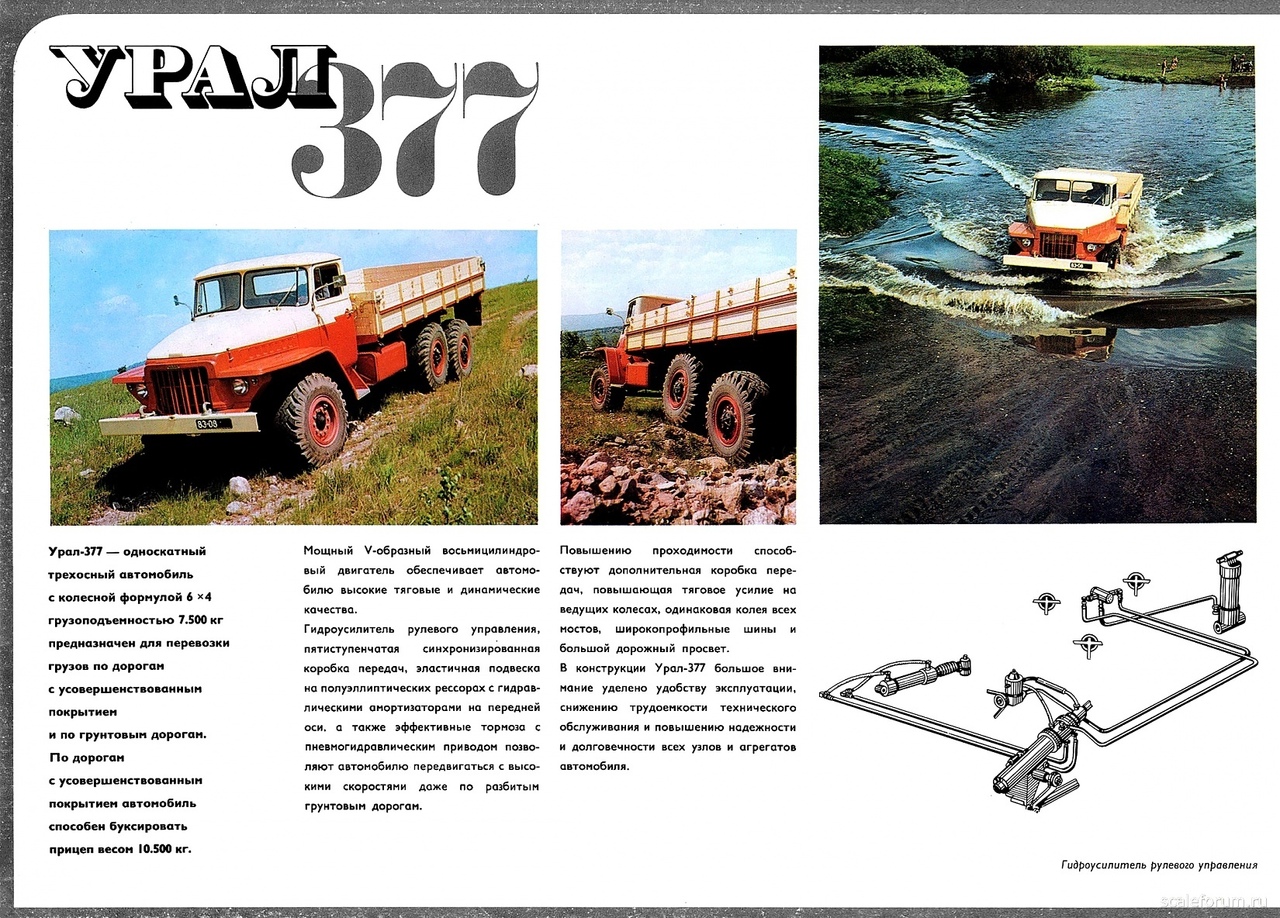 УРАЛ
377
83-08
83-08
Урал-377 — односкатный
трехосный автомобиль
с колесной формулой 6 ×4
грузоподъемностью 7.500 кг
предназначен для перевозки
грузов по дорогам
с усовершенствованным
покрытием
и по грунтовым дорогам.
По дорогам
с усовершенствованным
покрытием автомобиль
способен буксировать
прицеп весом 10.500 кг.
Мощный V-образный восьмицилиндро-
вый двигатель обеспечивает автомо-
билю высокие тяговые и динамические
качества.
Гидроусилитель рулевого управления,
пятиступенчатая синхронизированная
коробка передач, эластичная подвеска
на полуэллиптических рессорах с гидрав-
лическими амортизаторами на передней
оси, а также эффективные тормоза с
пневмогидравлическим приводом позво-
ляют автомобилю передвигаться с высо-
кими скоростями даже по разбитым
грунтовым дорогам.
Повышению проходимости способ-
ствуют дополнительная коробка пере-
дач, повышающая тяговое усилие на
ведущих колесах, одинаковая колея всех
мостов, широкопрофильные шины и
большой дорожный просвет.
В конструкции Урал-377 большое вни-
мание уделено удобству эксплуатации,
снижению трудоемкости технического
обслуживания и повышению надежности
и долговечности всех узлов и агрегатов
автомобиля.
Гидроусилитель рулевого управления
scaleforum.ru